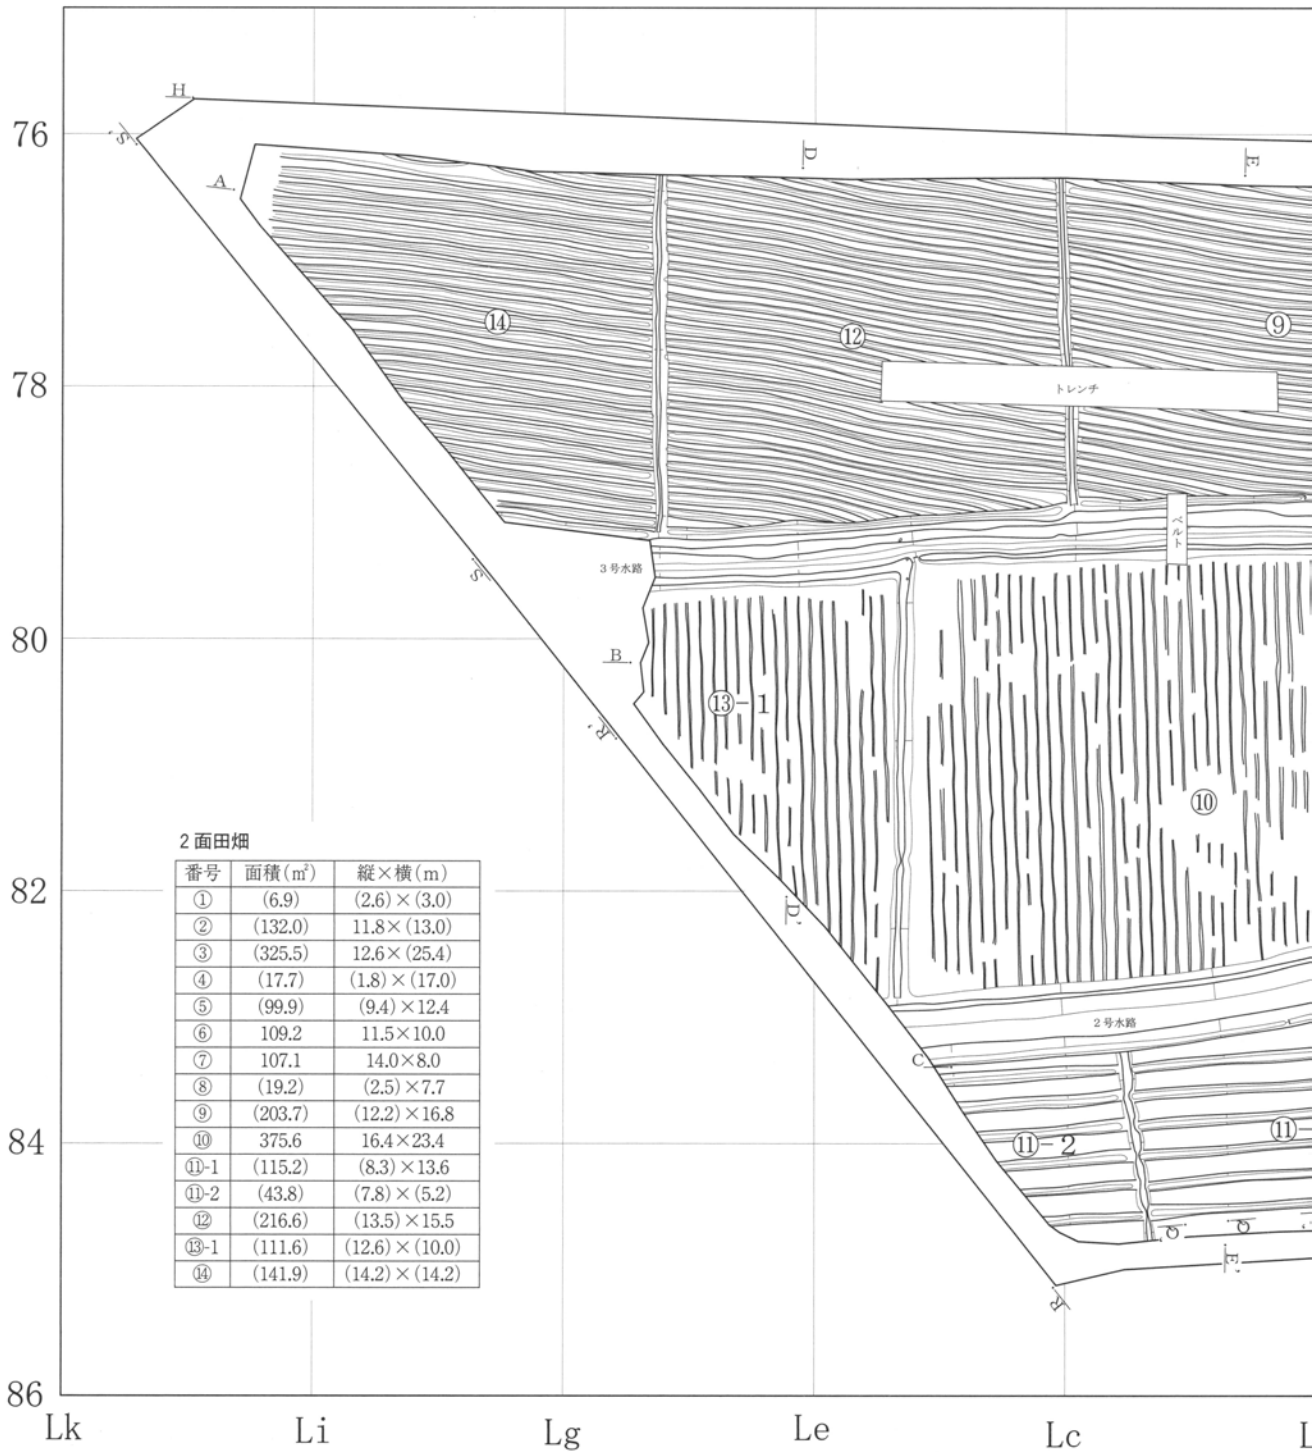 H
76
S'
D
E
A
⑭
⑫
⑨
78
トレンチ
ベルト
3号水路
S
80
B
⑬-1
R'
⑩
2面田畑
番号 面積(㎡) 縦×横(m)
① (6.9) (2.6)×(3.0)
② (132.0) 11.8×(13.0)
③ (325.5) 12.6×(25.4)
④ (17.7) (1.8)×(17.0)
⑤ (99.9) (9.4)×12.4
⑥ 109.2 11.5×10.0
⑦ 107.1 14.0×8.0
⑧ (19.2) (2.5)×7.7
⑨ (203.7) (12.2)×16.8
⑩ 375.6 16.4×23.4
⑪-1 (115.2) (8.3)×13.6
⑪-2 (43.8) (7.8)×(5.2)
⑫ (216.6) (13.5)×15.5
⑬-1 (111.6) (12.6)×(10.0)
⑭ (141.9) (14.2)×(14.2)
82
D'
2号水路
C
84
⑪-2
⑪-
Q
Q
E'
R
86
Lk Li Lg Le Lc L